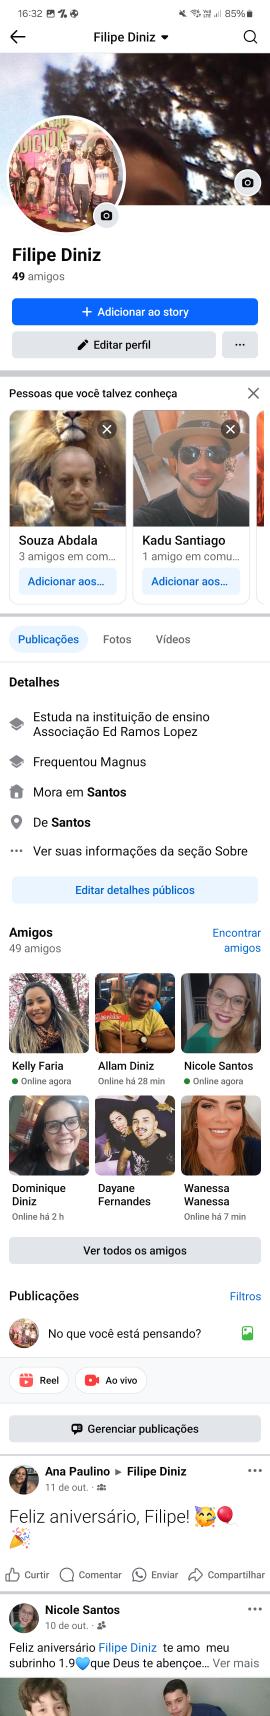 16:32 85%
Filipe Diniz
Filipe Diniz
49 amigos
+ Adicionar ao story
Editar perfil
Pessoas que você talvez conheça
Souza Abdala
3 amigos em com...
Adicionar aos...
Kadu Santiago
1 amigo em comu...
Adicionar aos...
Publicações Fotos Vídeos
Detalhes
Estuda na instituição de ensino
Associação Ed Ramos Lopez
Frequentou Magnus
Mora em Santos
De Santos
Ver suas informações da seção Sobre
Editar detalhes públicos
Amigos
49 amigos
Encontrar
amigos
Kelly Faria
Online agora
Allam Diniz
Online há 28 min
Nicole Santos
Online agora
Dominique
Diniz
Online há 2 h
Dayane
Fernandes
Wanessa
Wanessa
Online há 7 min
Ver todos os amigos
Publicações Filtros
No que você está pensando?
Reel Ao vivo
Gerenciar publicações
Ana Paulino ▸ Filipe Diniz
11 de out. ·
Feliz aniversário, Filipe! 🥳🎈
🎉
Curtir Comentar Enviar Compartilhar
Nicole Santos
10 de out. ·
Feliz aniversário Filipe Diniz te amo meu
subrinho 1.9💙que Deus te abençoe... Ver mais